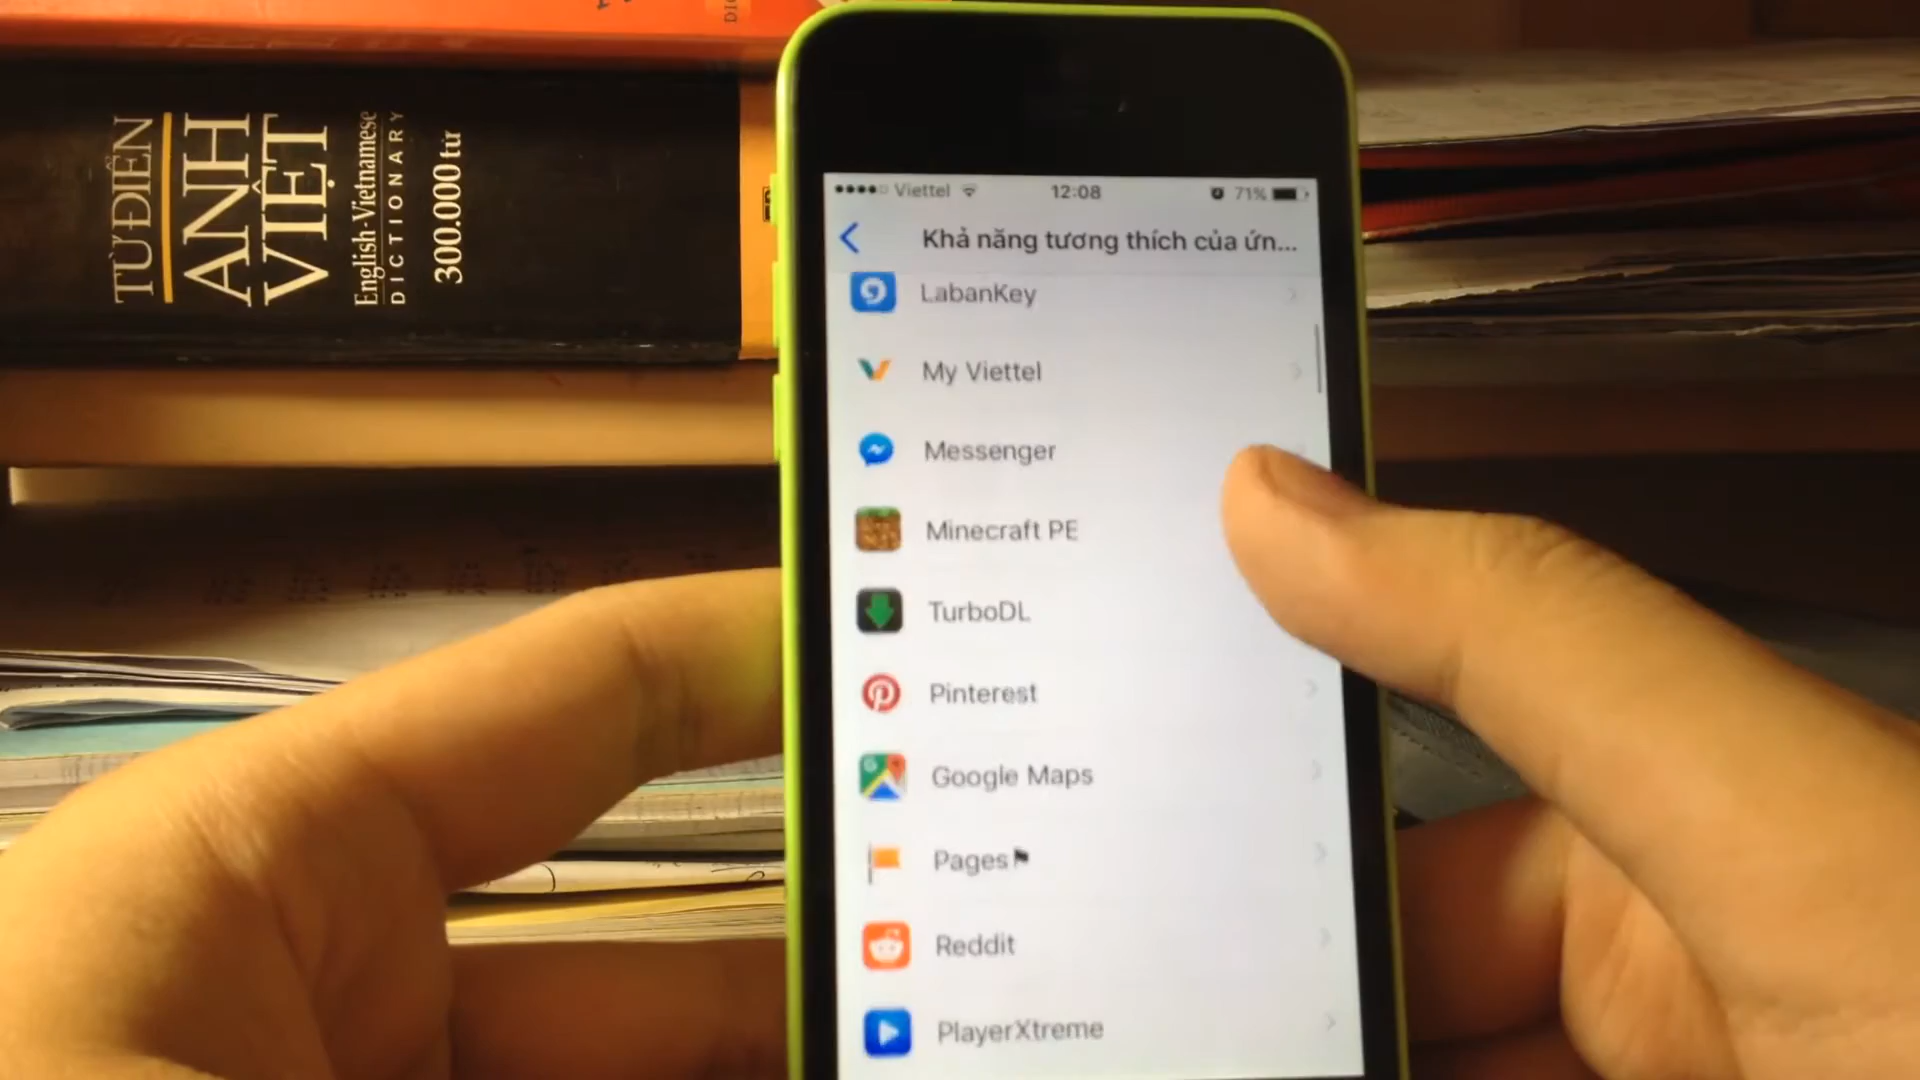 TỪ ĐIỂN
ANH
VIỆT
English-Vietnamese
DICTIONARY
300.000 từ
Viettel
12:08
71%
Khả năng tương thích của ứn...
LabanKey
My Viettel
Messenger
Minecraft PE
TurboDL
Pinterest
Google Maps
Pages
Reddit
PlayerXtreme